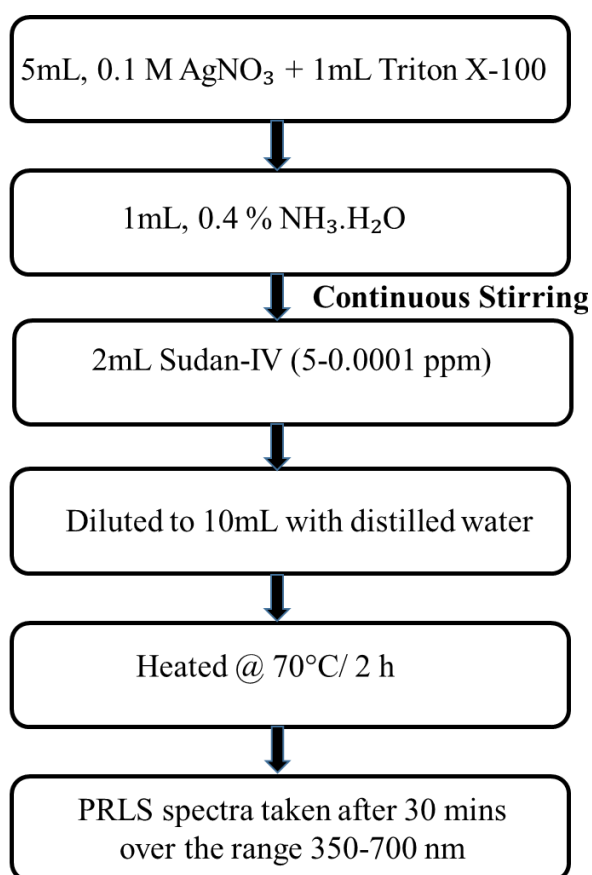 5mL, 0.1 M AgNO₃ + 1mL Triton X-100
1mL, 0.4 % NH₃.H₂O
Continuous Stirring
2mL Sudan-IV (5-0.0001 ppm)
Diluted to 10mL with distilled water
Heated @ 70°C/ 2 h
PRLS spectra taken after 30 mins
over the range 350-700 nm